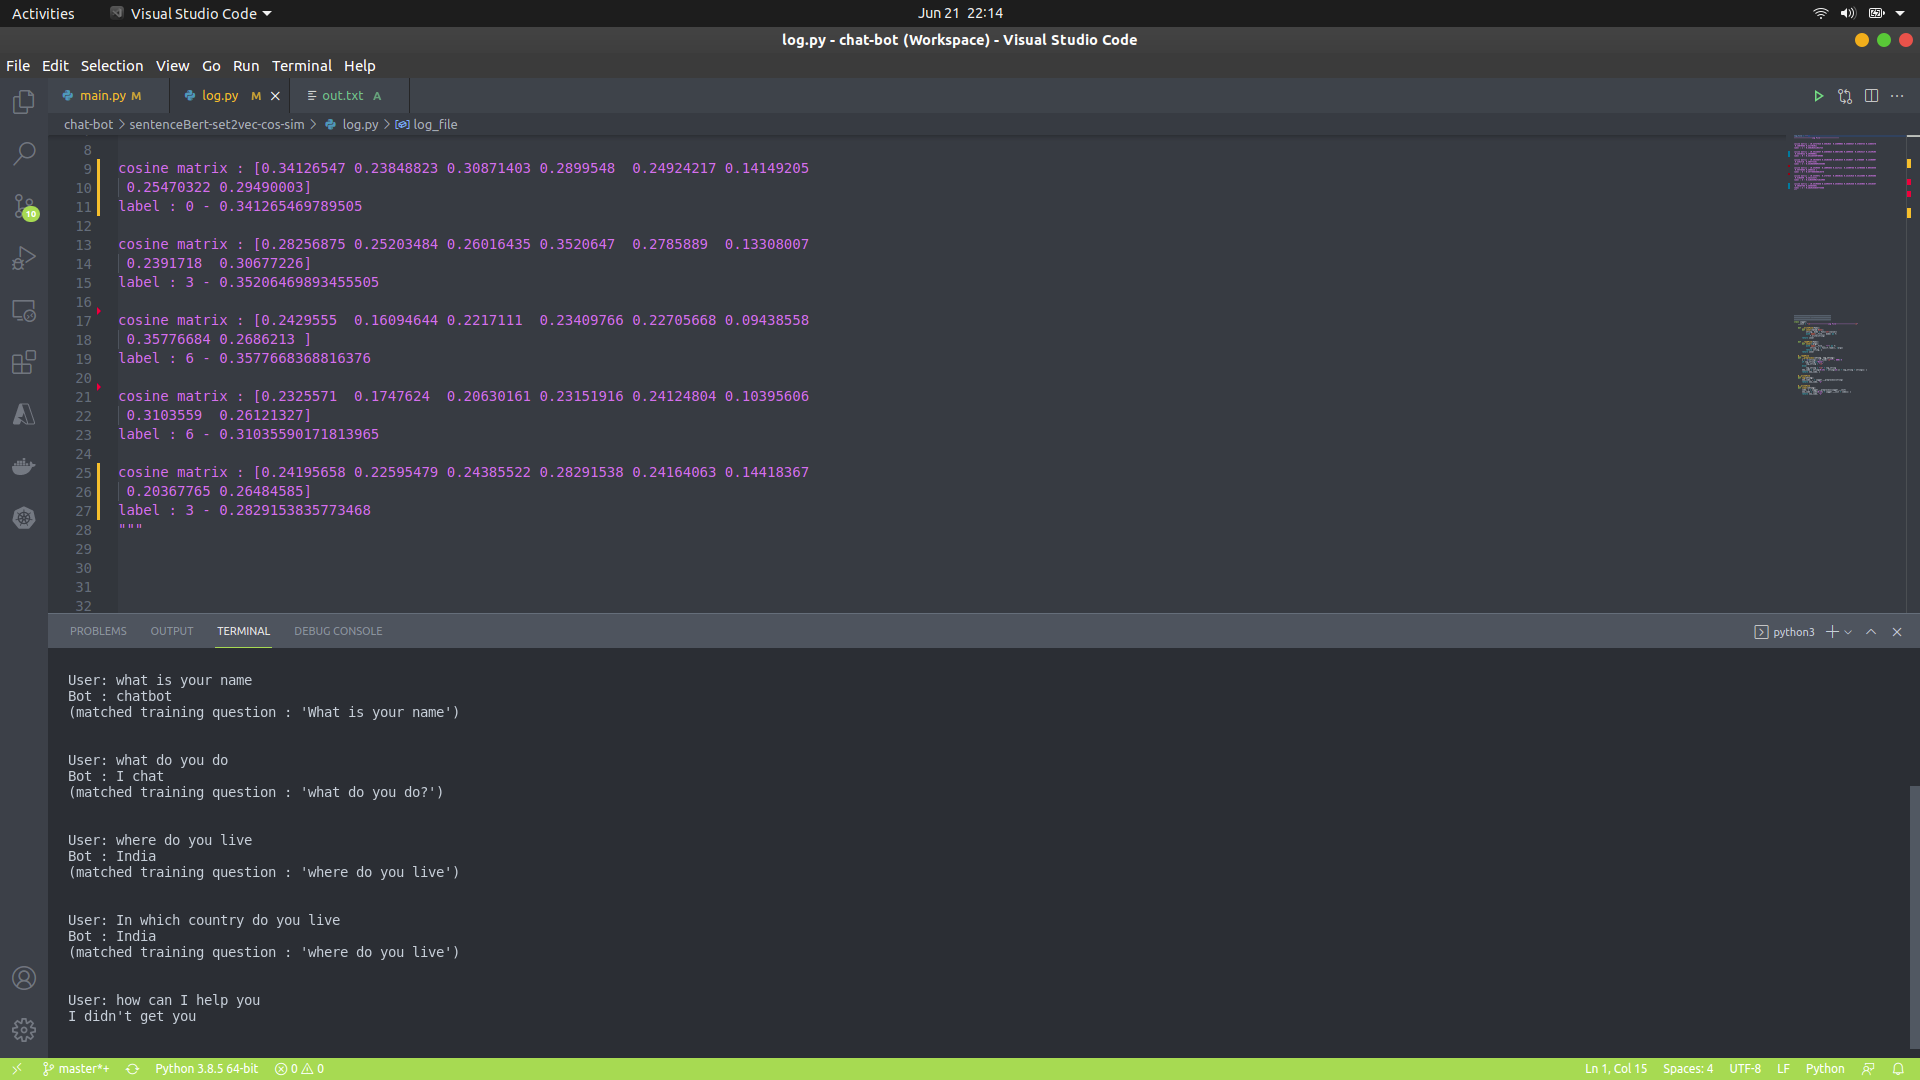 Activities
Visual Studio Code
Jun 21 22:14
log.py - chat-bot (Workspace) - Visual Studio Code
File Edit Selection View Go Run Terminal Help
main.py M
log.py M
out.txt A
chat-bot > sentenceBert-set2vec-cos-sim > log.py > log_file
8
9 cosine matrix : [0.34126547 0.23848823 0.30871403 0.2899548  0.24924217 0.14149205
10  0.25470322 0.29490003]
11 label : 0 - 0.341265469789505
12
13 cosine matrix : [0.28256875 0.25203484 0.26016435 0.3520647  0.2785889  0.13308007
14  0.2391718  0.30677226]
15 label : 3 - 0.35206469893455505
16
17 cosine matrix : [0.2429555  0.16094644 0.2217111  0.23409766 0.22705668 0.09438558
18  0.35776684 0.2686213 ]
19 label : 6 - 0.3577668368816376
20
21 cosine matrix : [0.2325571  0.1747624  0.20630161 0.23151916 0.24124804 0.10395606
22  0.3103559  0.26121327]
23 label : 6 - 0.31035590171813965
24
25 cosine matrix : [0.24195658 0.22595479 0.24385522 0.28291538 0.24164063 0.14418367
26  0.20367765 0.26484585]
27 label : 3 - 0.2829153835773468
28 """
29
30
31
32
10
PROBLEMS OUTPUT TERMINAL DEBUG CONSOLE
python3
User: what is your name
Bot : chatbot
(matched training question : 'What is your name')
User: what do you do
Bot : I chat
(matched training question : 'what do you do?')
User: where do you live
Bot : India
(matched training question : 'where do you live')
User: In which country do you live
Bot : India
(matched training question : 'where do you live')
User: how can I help you
I didn't get you
master*+ Python 3.8.5 64-bit 0 0
Ln 1, Col 15 Spaces: 4 UTF-8 LF Python